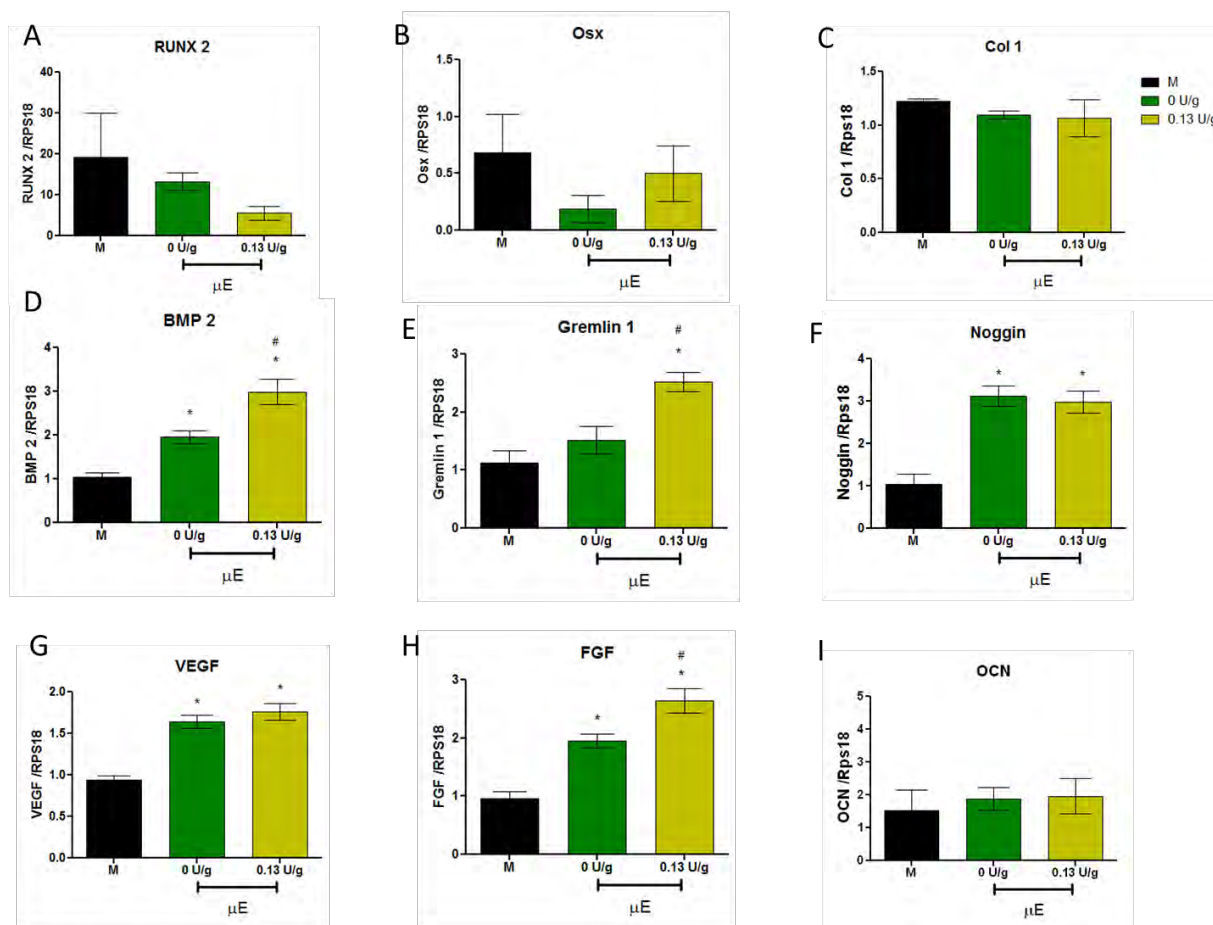 A
RUNX 2
RUNX 2 /RPS18
40
30
20
10
0
M
0 U/g
0.13 U/g
µE
B
Osx
Osx /RPS18
1.5
1.0
0.5
0.0
M
0 U/g
0.13 U/g
µE
C
Col 1
Col 1 /Rps18
1.5
1.0
0.5
0.0
M
0 U/g
0.13 U/g
µE
M
0 U/g
0.13 U/g
D
BMP 2
BMP 2 /RPS18
4
3
2
1
0
*
#
*
M
0 U/g
0.13 U/g
µE
E
Gremlin 1
Gremlin 1 /RPS18
3
2
1
0
#
*
M
0 U/g
0.13 U/g
µE
F
Noggin
Noggin /Rps18
4
3
2
1
0
*
*
M
0 U/g
0.13 U/g
µE
G
VEGF
VEGF /RPS18
2.0
1.5
1.0
0.5
0.0
*
*
M
0 U/g
0.13 U/g
µE
H
FGF
FGF /RPS18
3
2
1
0
*
#
*
M
0 U/g
0.13 U/g
µE
I
OCN
OCN /Rps18
5
4
3
2
1
0
M
0 U/g
0.13 U/g
µE